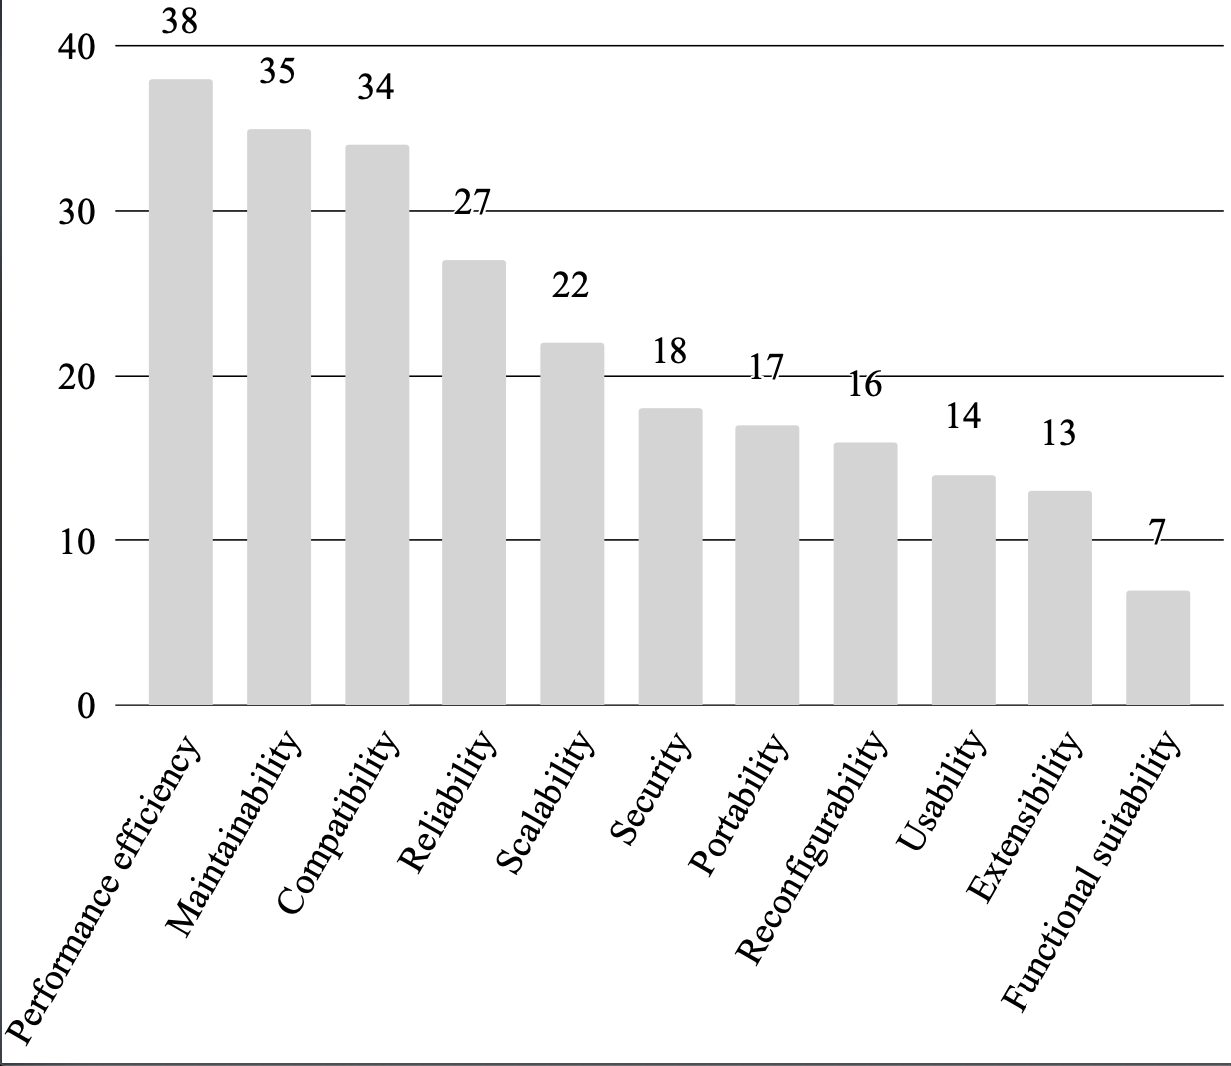 38
40
35
34
27
30
22
18
17
20
16
14
13
7
10
0
Performance efficiency
Maintainability
Compatibility
Reliability
Scalability
Security
Portability
Reconfigurability
Usability
Extensibility
Functional suitability